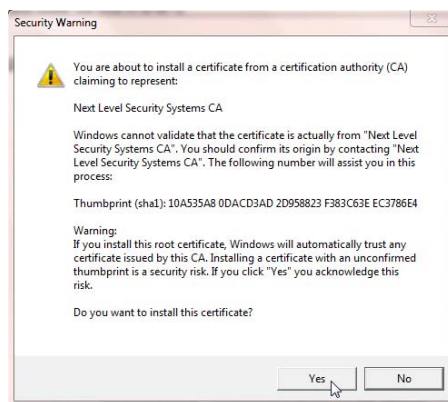 Security Warning
You are about to install a certificate from a certification authority (CA)
claiming to represent:
Next Level Security Systems CA
Windows cannot validate that the certificate is actually from "Next Level
Security Systems CA". You should confirm its origin by contacting "Next
Level Security Systems CA". The following number will assist you in this
process:
Thumbprint (sha1): 10A535A8 0DACD3AD 2D958823 F383C63E EC3786E4
Warning:
If you install this root certificate, Windows will automatically trust any
certificate issued by this CA. Installing a certificate with an unconfirmed
thumbprint is a security risk. If you click "Yes" you acknowledge this
risk.
Do you want to install this certificate?
Yes No